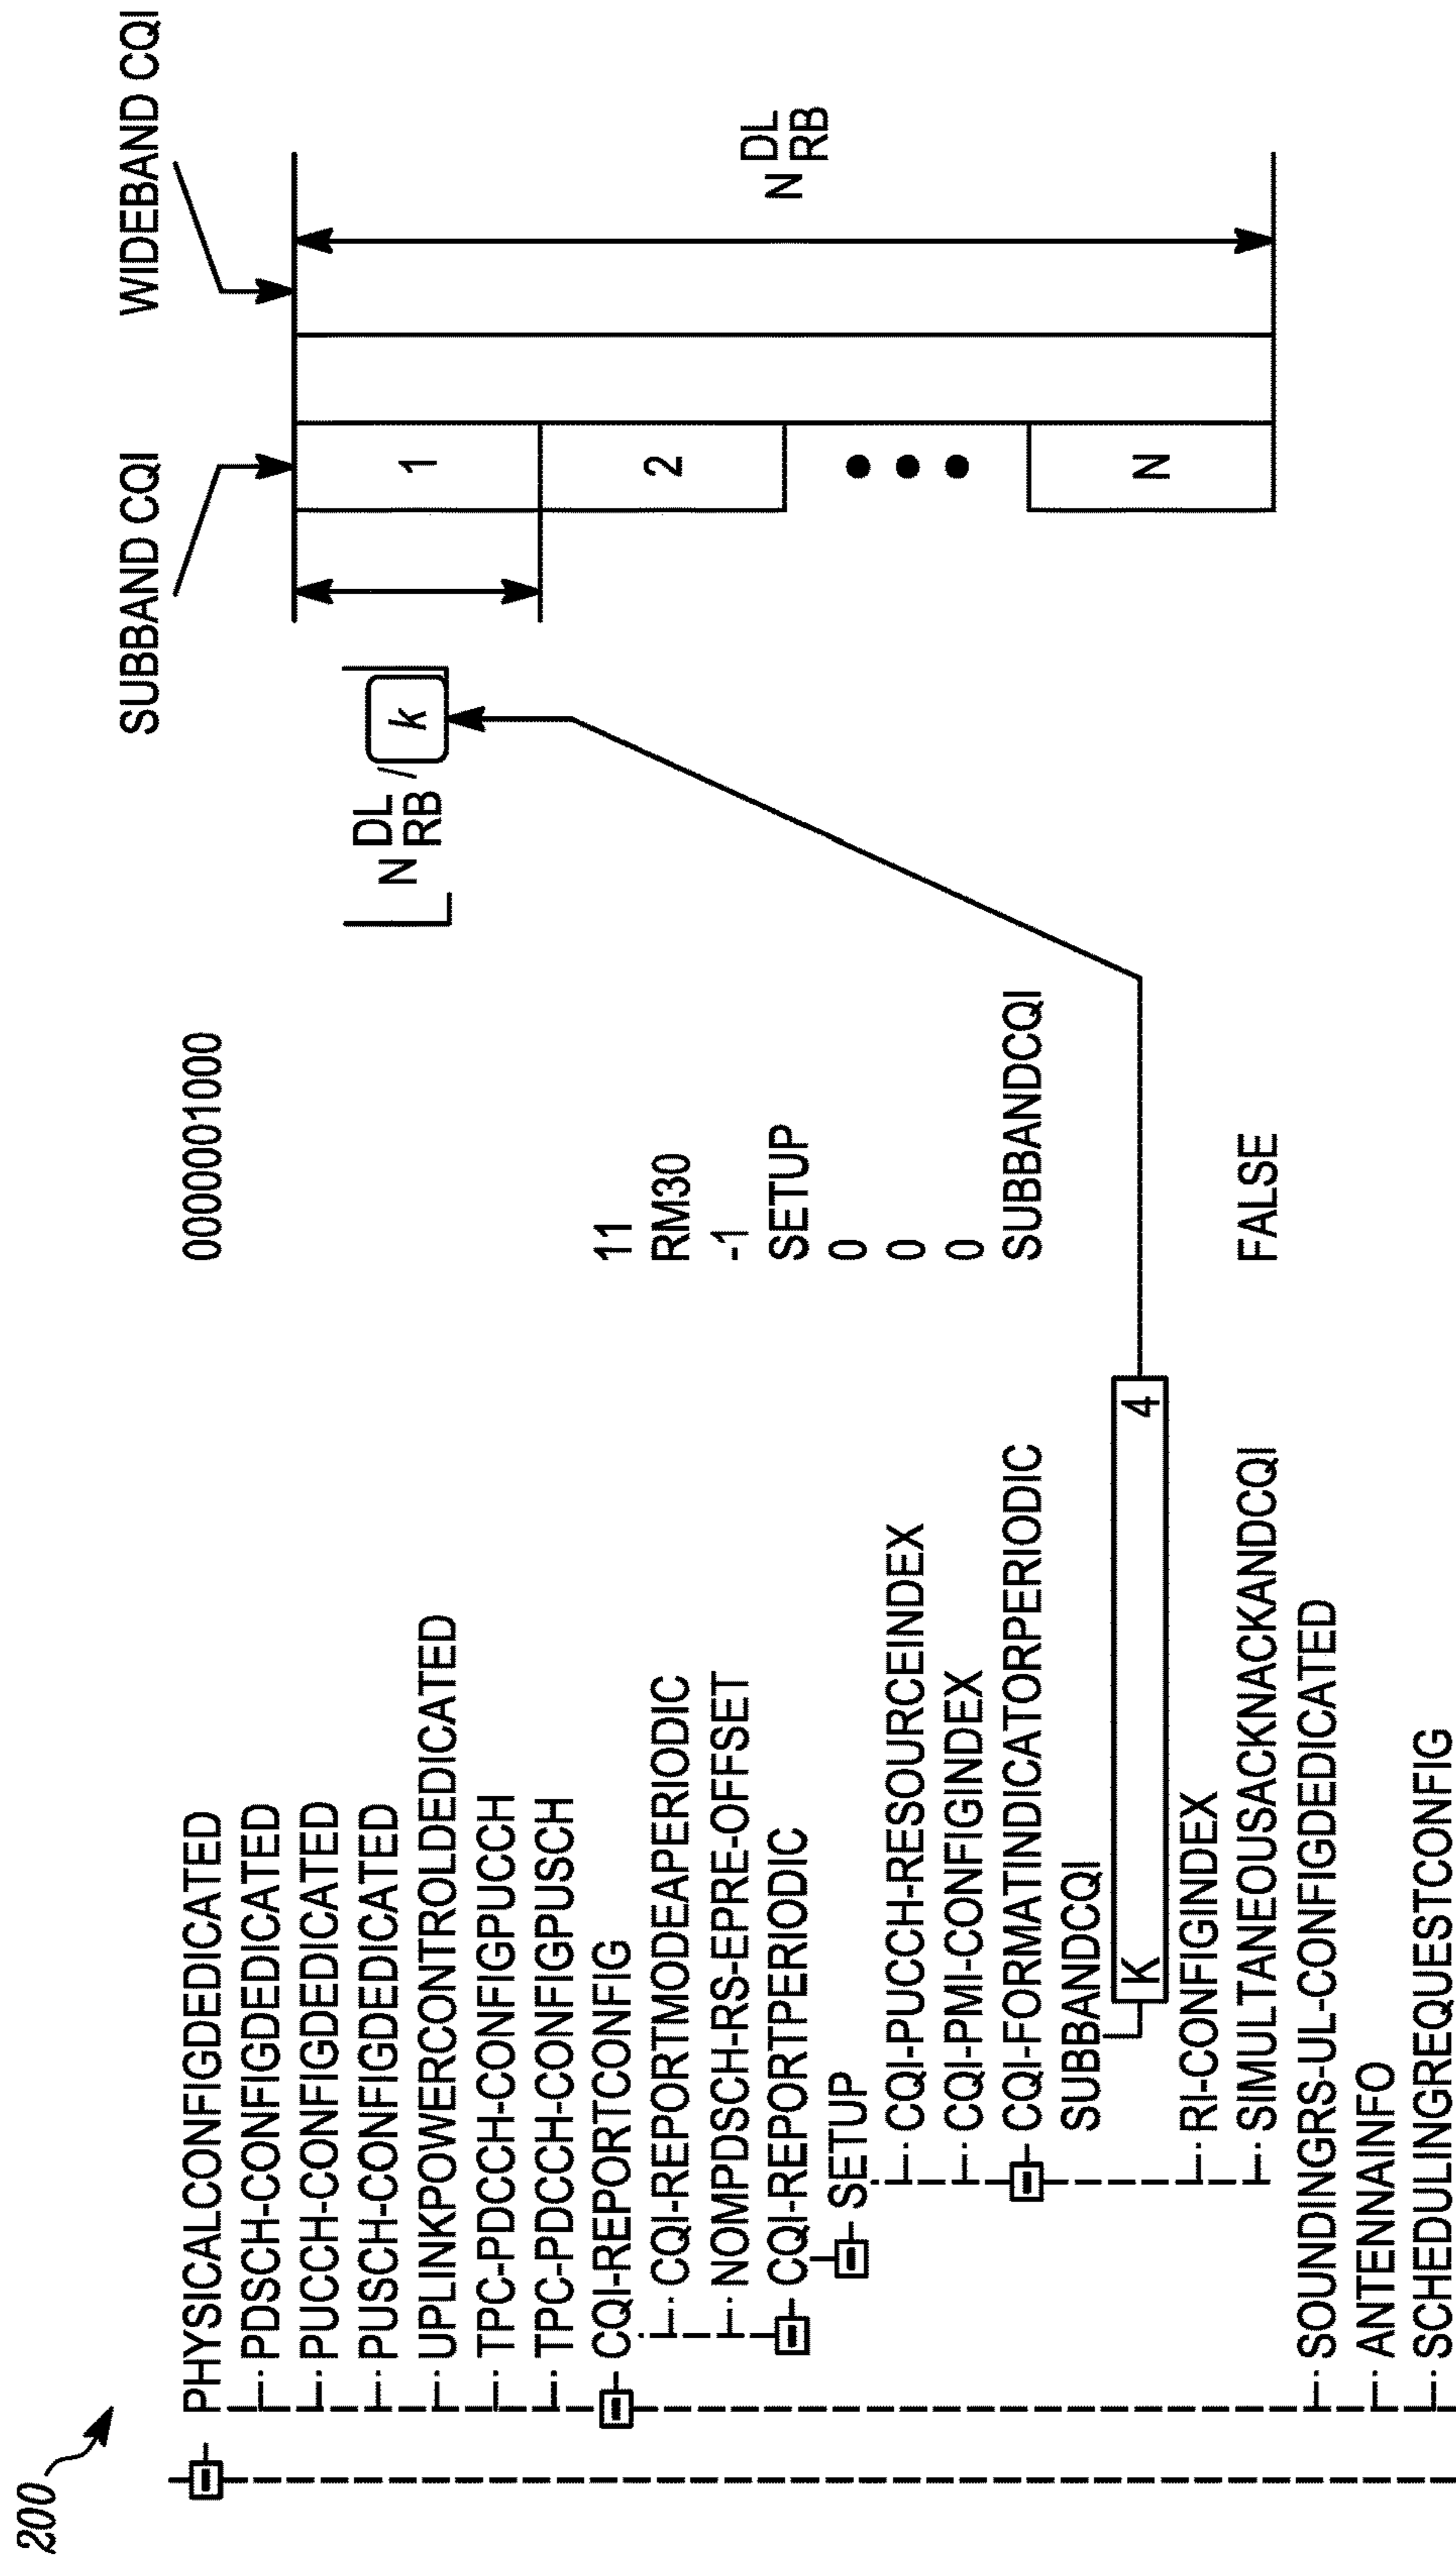 200
PHYSICALCONFIGDEDICATED 0000001000
PDSCH-CONFIGDEDICATED
PUCCH-CONFIGDEDICATED
PUSCH-CONFIGDEDICATED
UPLINKPOWERCONTROLDEDICATED
TPC-PDCCH-CONFIGPUCCH
TPC-PDCCH-CONFIGPUSCH
CQI-REPORTCONFIG 11
CQI-REPORTMODEAPERIODIC RM30
NOMPDSCH-RS-EPRE-OFFSET -1
CQI-REPORTPERIODIC SETUP
SETUP 0
CQI-PUCCH-RESOURCEINDEX 0
CQI-PMI-CONFIGINDEX 0
CQI-FORMATINDICATORPERIODIC SUBBANDCQI
SUBBANDCQI
K 4
RI-CONFIGINDEX
SIMULTANEOUSACKNACKANDCQI FALSE
SOUNDINGRS-UL-CONFIGDEDICATED
ANTENNAINFO
SCHEDULINGREQUESTCONFIG
SUBBAND CQI
WIDEBAND CQI
N DL RB / k
1
2
N
N DL RB